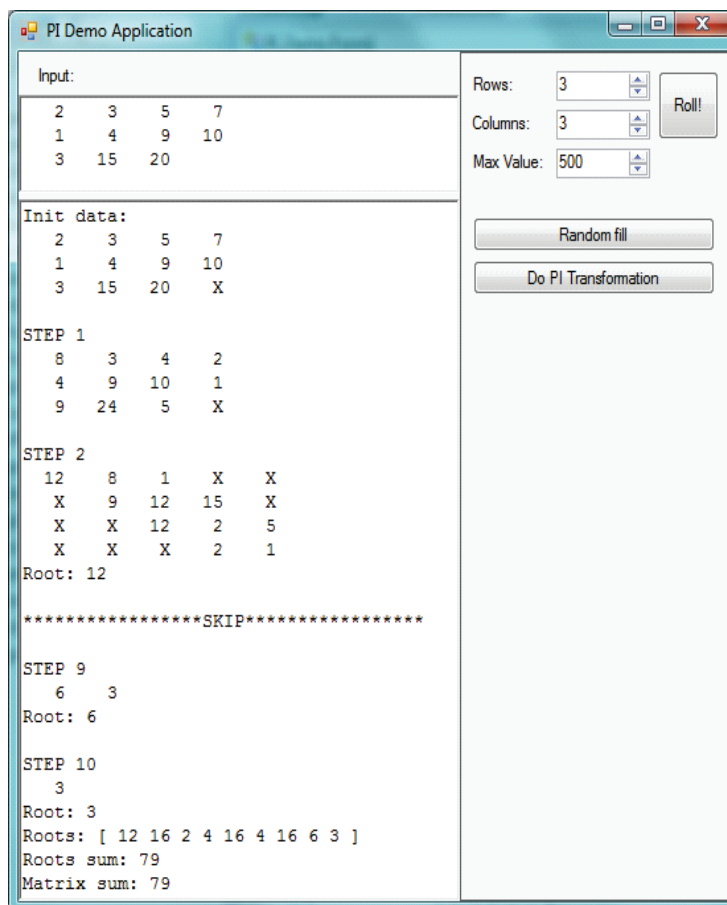 PI Demo Application
Input:
2 3 5 7
1 4 9 10
3 15 20
Init data:
2 3 5 7
1 4 9 10
3 15 20 X
STEP 1
8 3 4 2
4 9 10 1
9 24 5 X
STEP 2
12 8 1 X X
X 9 12 15 X
X X 12 2 5
X X X 2 1
Root: 12
*****************SKIP*****************
STEP 9
6 3
Root: 6
STEP 10
3
Root: 3
Roots: [ 12 16 2 4 16 4 16 6 3 ]
Roots sum: 79
Matrix sum: 79
Rows: 3
Columns: 3
Max Value: 500
Roll!
Random fill
Do PI Transformation